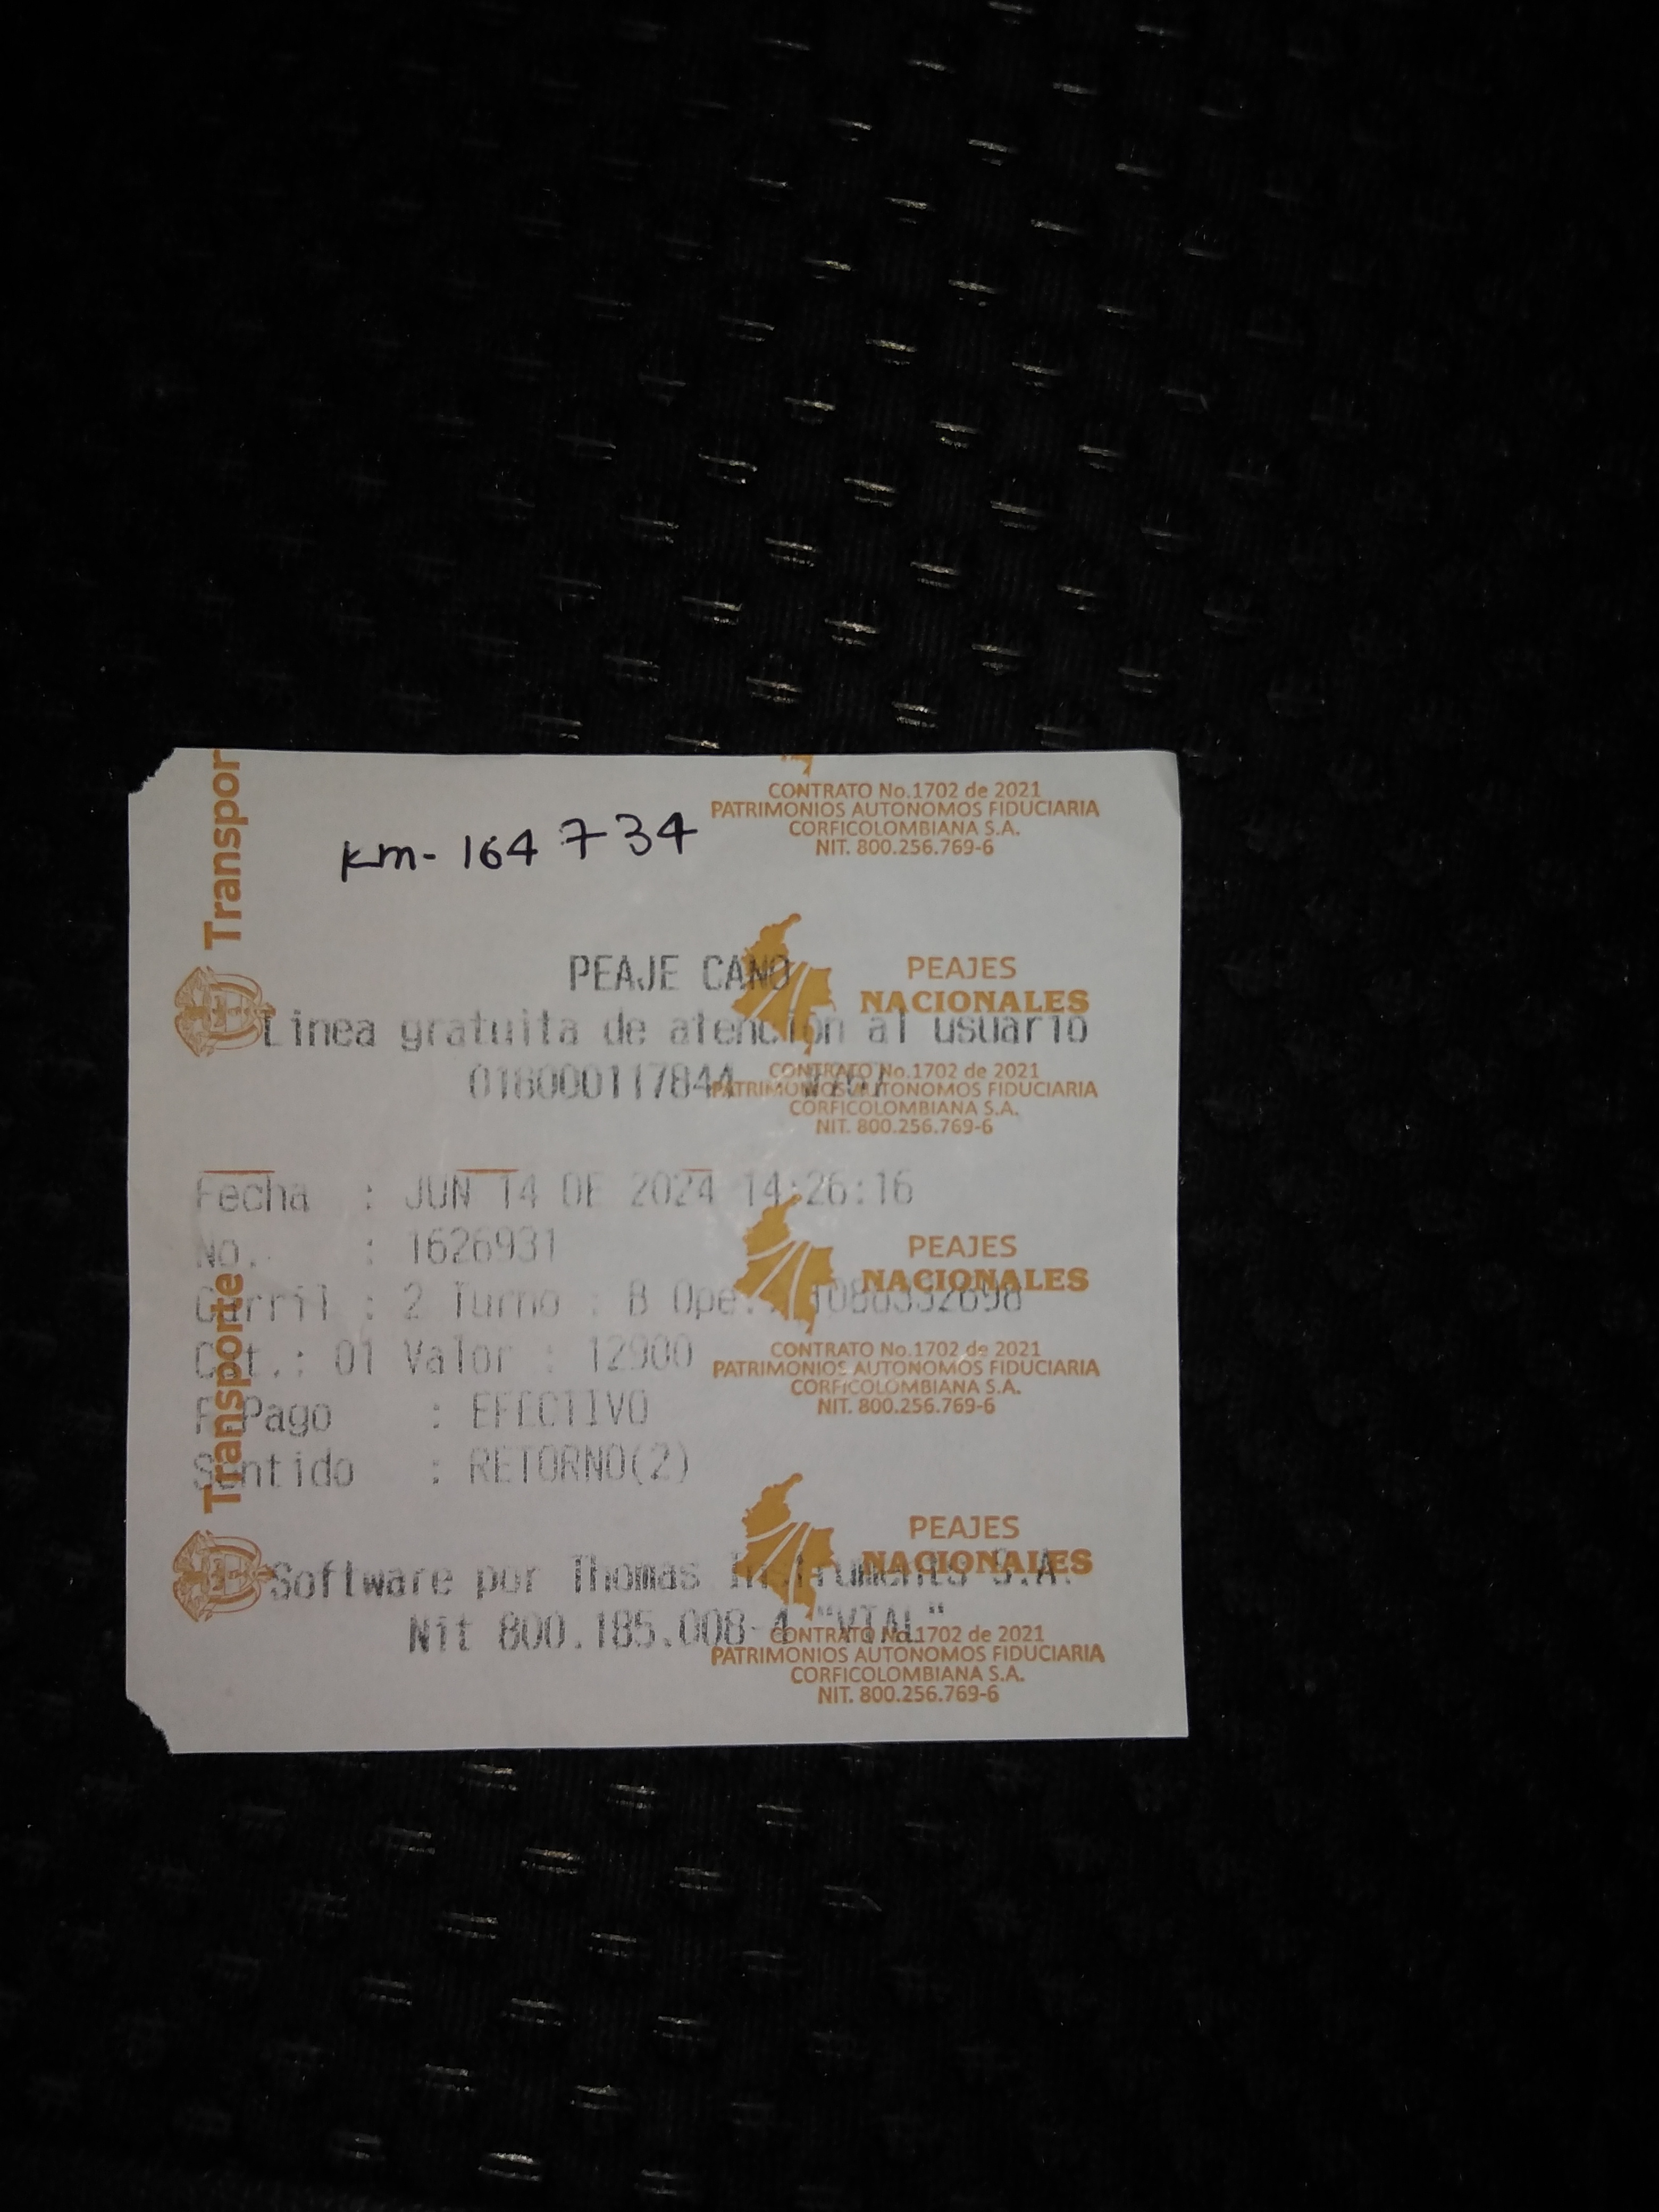 Transpor
CONTRATO No.1702 de 2021
PATRIMONIOS AUTONOMOS FIDUCIARIA
CORFICOLOMBIANA S.A.
NIT. 800.256.769-6
km- 164734
PEAJE CANO
PEAJES
NACIONALES
Linea gratuita de atencion al usuario
018000117844
CONTRATO No.1702 de 2021
PATRIMONIOS AUTONOMOS FIDUCIARIA
CORFICOLOMBIANA S.A.
NIT. 800.256.769-6
Fecha : JUN 14 DE 2024 14:26:16
No. : 1626931
PEAJES
NACIONALES
Carril : 2 Turno : B Ope.:
Cat.: 01 Valor : 12900
Transporte
CONTRATO No.1702 de 2021
PATRIMONIOS AUTONOMOS FIDUCIARIA
CORFICOLOMBIANA S.A.
NIT. 800.256.769-6
F.Pago : EFECTIVO
Sentido : RETORNO(2)
PEAJES
NACIONALES
Software por Thomas Instruments S.A.
Nit 800.185.008-4 "VIAL"
CONTRATO No.1702 de 2021
PATRIMONIOS AUTONOMOS FIDUCIARIA
CORFICOLOMBIANA S.A.
NIT. 800.256.769-6